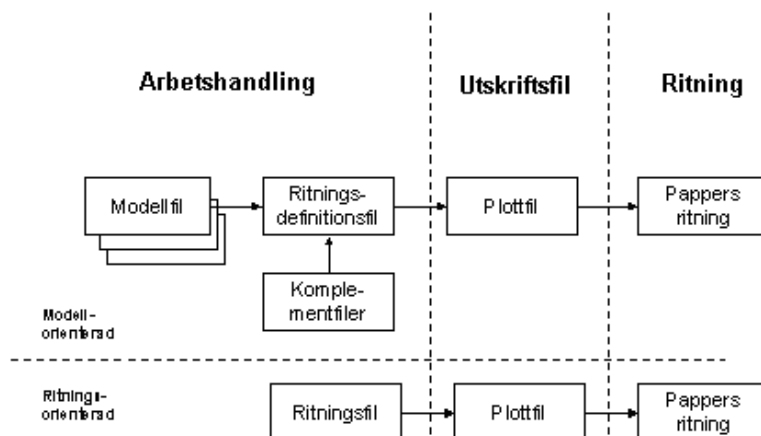 Arbetshandling
Utskriftsfil
Ritning
Modellfil
Ritnings-
definitionsfil
Plottfil
Pappers
ritning
Komple-
mentfiler
Modell-
orienterad
Ritnings-
orienterad
Ritningsfil
Plottfil
Pappers
ritning